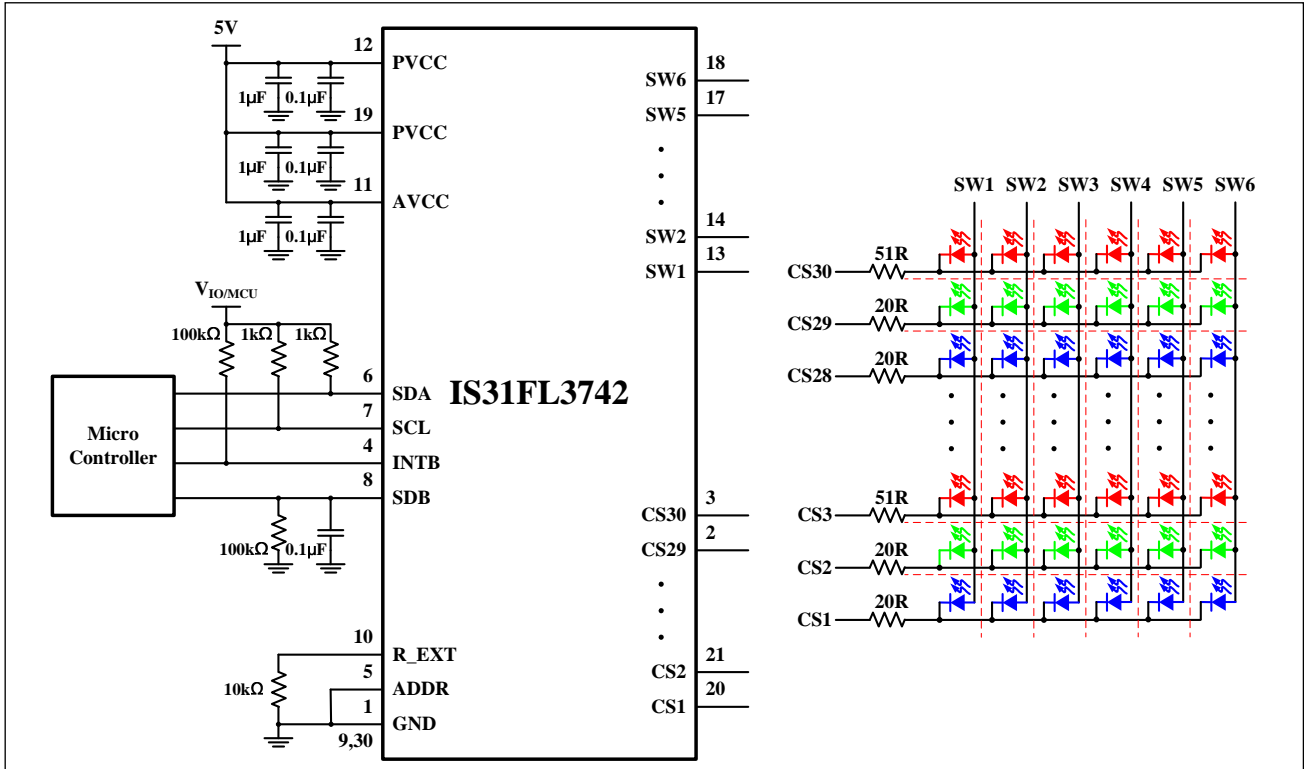 5V
12
PVCC
1µF 0.1µF
19
PVCC
1µF 0.1µF
11
AVCC
1µF 0.1µF
V_IO/MCU
100kΩ 1kΩ 1kΩ
Micro
Controller
6
SDA
7
SCL
4
INTB
8
SDB
100kΩ 0.1µF
10
R_EXT
5
ADDR
10kΩ
1
GND
9,30
IS31FL3742
18
SW6
17
SW5
14
SW2
13
SW1
3
CS30
2
CS29
21
CS2
20
CS1
SW1 SW2 SW3 SW4 SW5 SW6
51R
CS30
20R
CS29
20R
CS28
51R
CS3
20R
CS2
20R
CS1